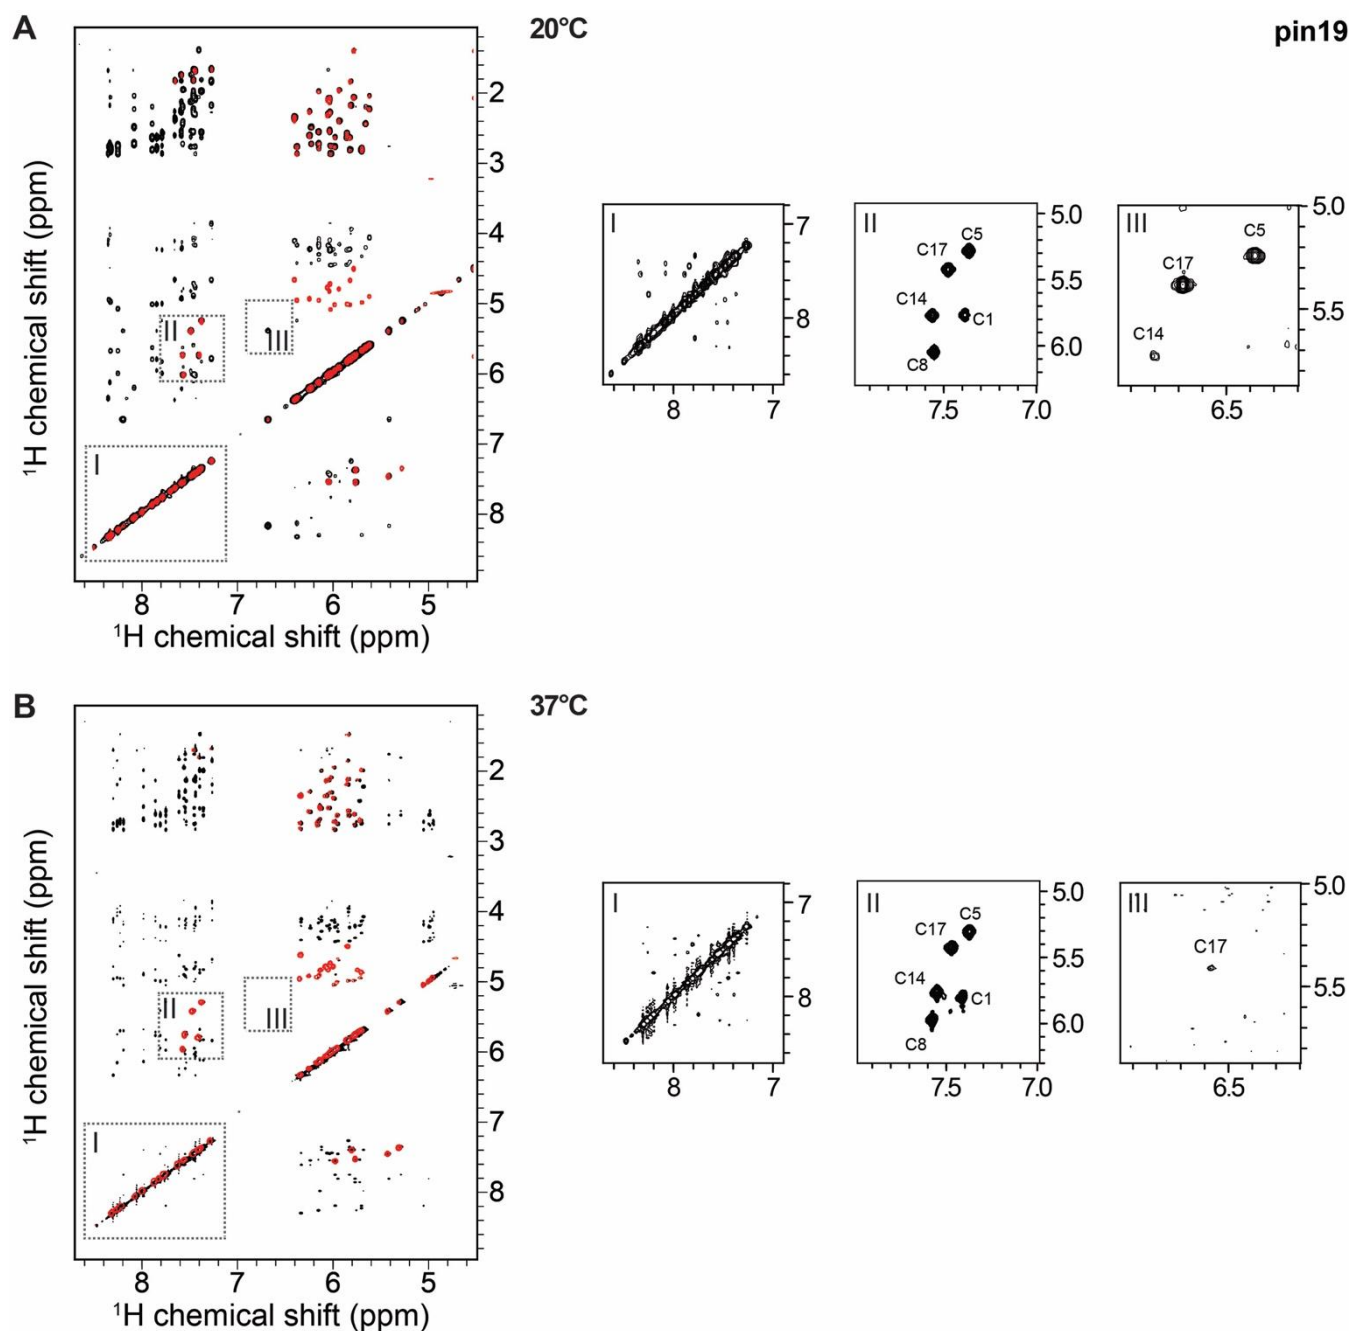 A
20°C
pin19
¹H chemical shift (ppm)
2
3
4
5
6
7
8
I
II
III
8 7 6 5
¹H chemical shift (ppm)
I
7
8
8 7
II
C5
C17
C14
C1
C8
5.0
5.5
6.0
7.5 7.0
III
C5
C17
C14
5.0
5.5
6.5
B
37°C
¹H chemical shift (ppm)
2
3
4
5
6
7
8
I
II
III
8 7 6 5
¹H chemical shift (ppm)
I
7
8
8 7
II
C5
C17
C14
C1
C8
5.0
5.5
6.0
7.5 7.0
III
C17
5.0
5.5
6.5